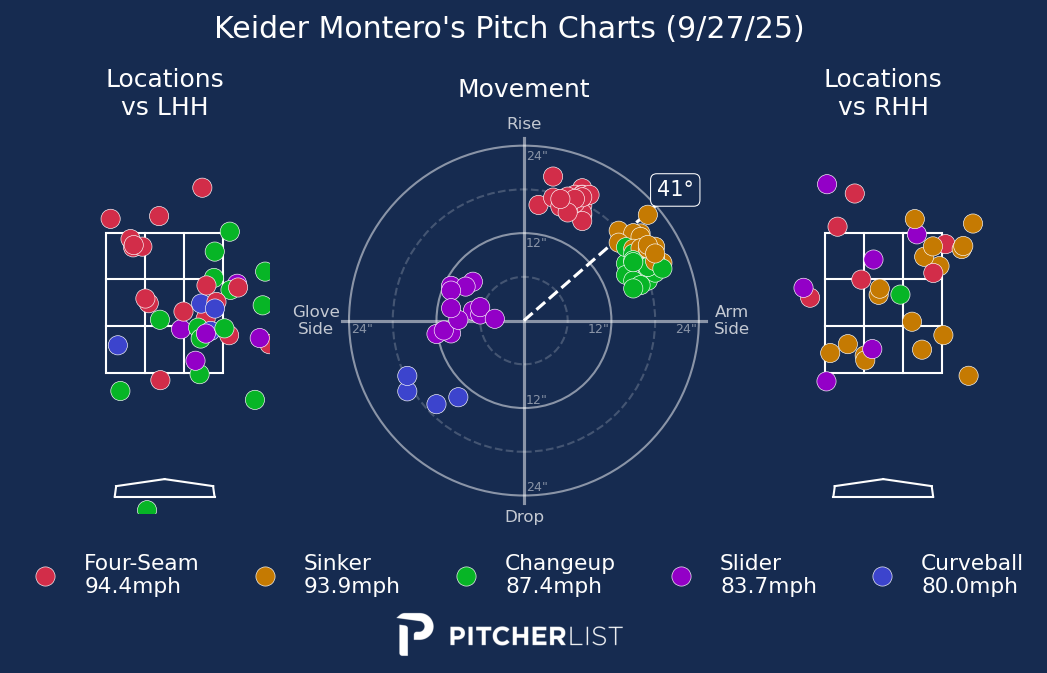 Keider Montero's Pitch Charts (9/27/25)
Locations
vs LHH
Movement
Locations
vs RHH
Rise
24"
41°
12"
Glove
Side
24"
12"
24"
Arm
Side
12"
24"
Drop
Four-Seam
94.4mph
Sinker
93.9mph
Changeup
87.4mph
Slider
83.7mph
Curveball
80.0mph
PITCHERLIST